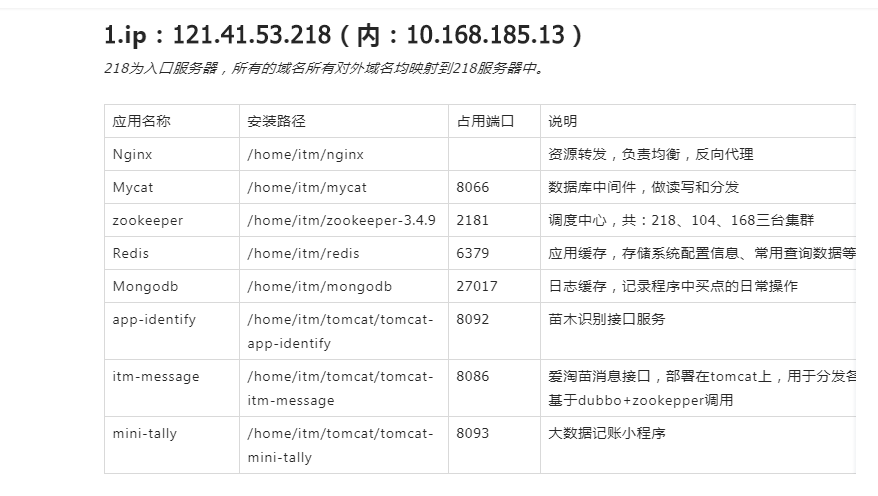 1.ip：121.41.53.218（内：10.168.185.13）
218为入口服务器，所有的域名所有对外域名均映射到218服务器中。
应用名称 安装路径 占用端口 说明
Nginx /home/itm/nginx 资源转发，负责均衡，反向代理
Mycat /home/itm/mycat 8066 数据库中间件，做读写和分发
zookeeper /home/itm/zookeeper-3.4.9 2181 调度中心，共：218、104、168三台集群
Redis /home/itm/redis 6379 应用缓存，存储系统配置信息、常用查询数据等
Mongodb /home/itm/mongodb 27017 日志缓存，记录程序中买点的日常操作
app-identify /home/itm/tomcat/tomcat- 8092 苗木识别接口服务
app-identify
itm-message /home/itm/tomcat/tomcat- 8086 爱淘苗消息接口，部署在tomcat上，用于分发各
itm-message 基于dubbo+zookepper调用
mini-tally /home/itm/tomcat/tomcat- 8093 大数据记账小程序
mini-tally